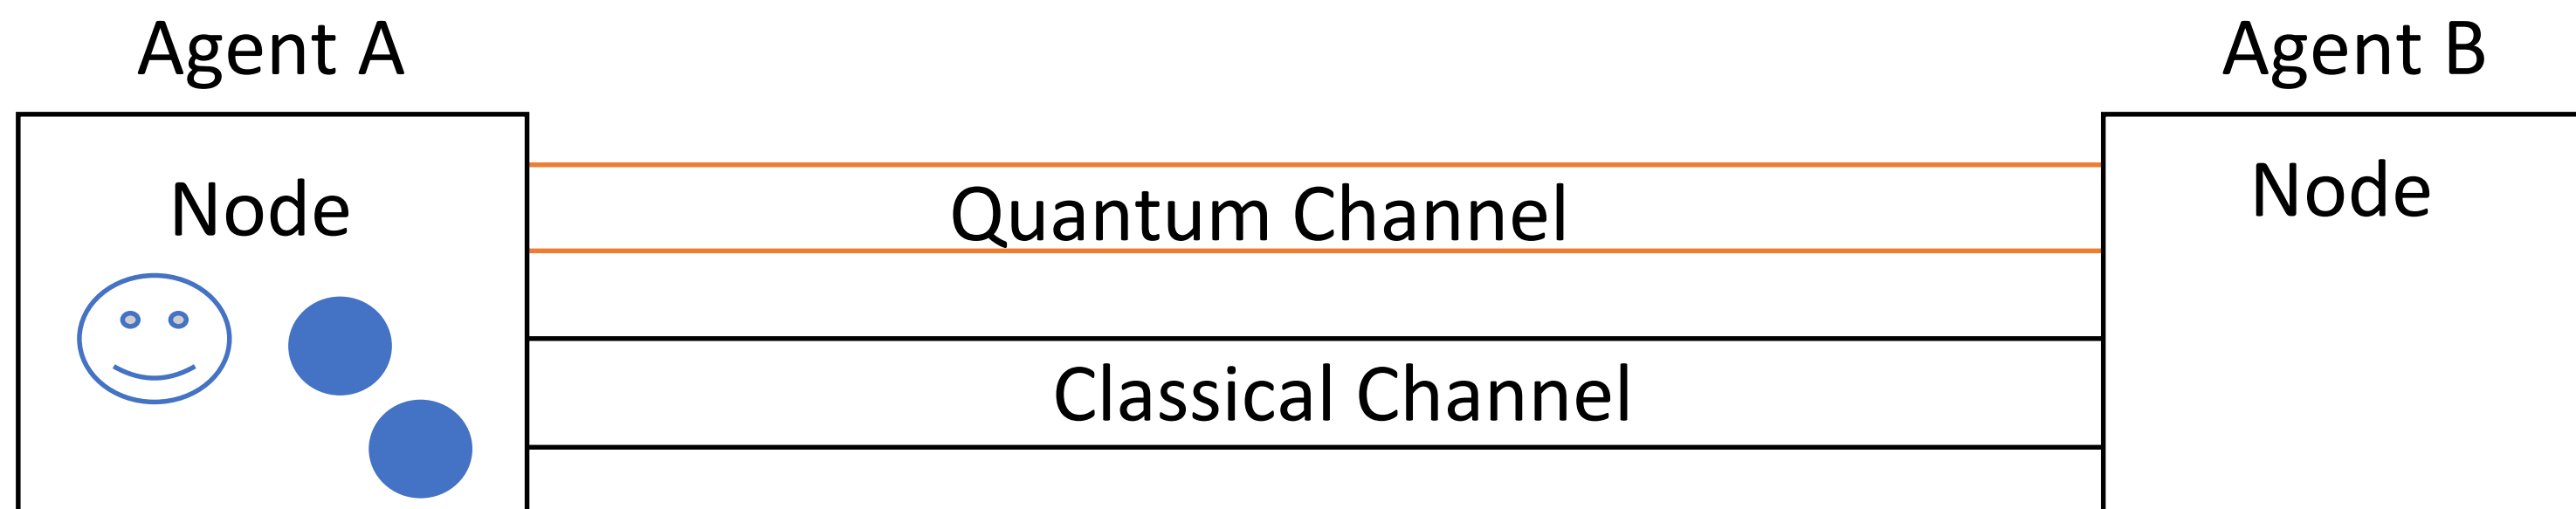 Agent A
Agent B
Node
Quantum Channel
Node
Classical Channel